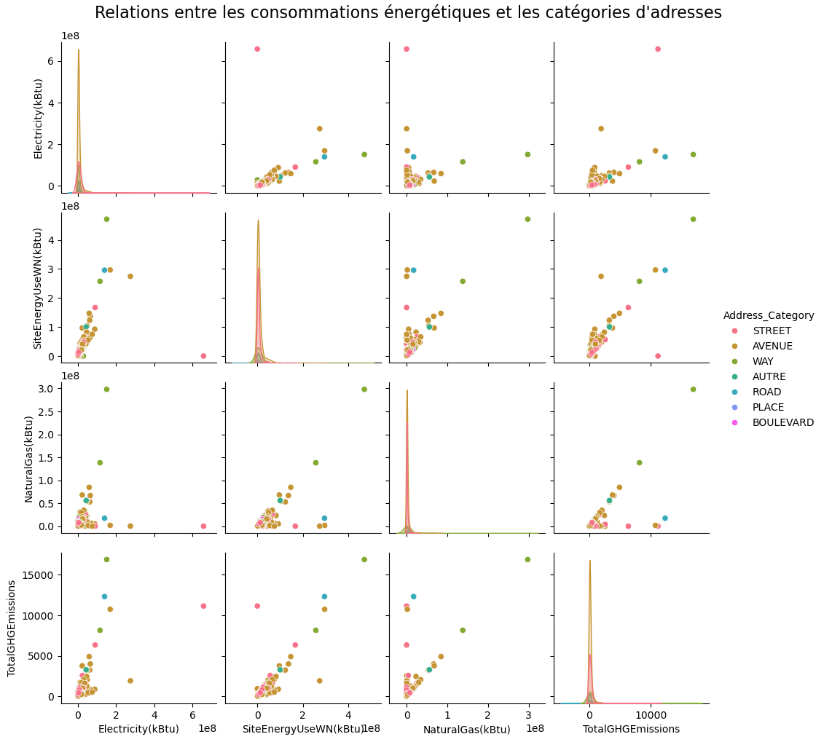 Relations entre les consommations énergétiques et les catégories d'adresses
1e8
6
4
2
0
Electricity(kBtu)
1e8
4
3
2
1
0
SiteEnergyUseWN(kBtu)
1e8
3.0
2.5
2.0
1.5
1.0
0.5
0.0
NaturalGas(kBtu)
15000
10000
5000
0
TotalGHGEmissions
0 2 4 6
1e8
Electricity(kBtu)
0 2 4
1e8
SiteEnergyUseWN(kBtu)
0 1 2 3
1e8
NaturalGas(kBtu)
0 10000
TotalGHGEmissions
Address_Category
STREET
AVENUE
WAY
AUTRE
ROAD
PLACE
BOULEVARD